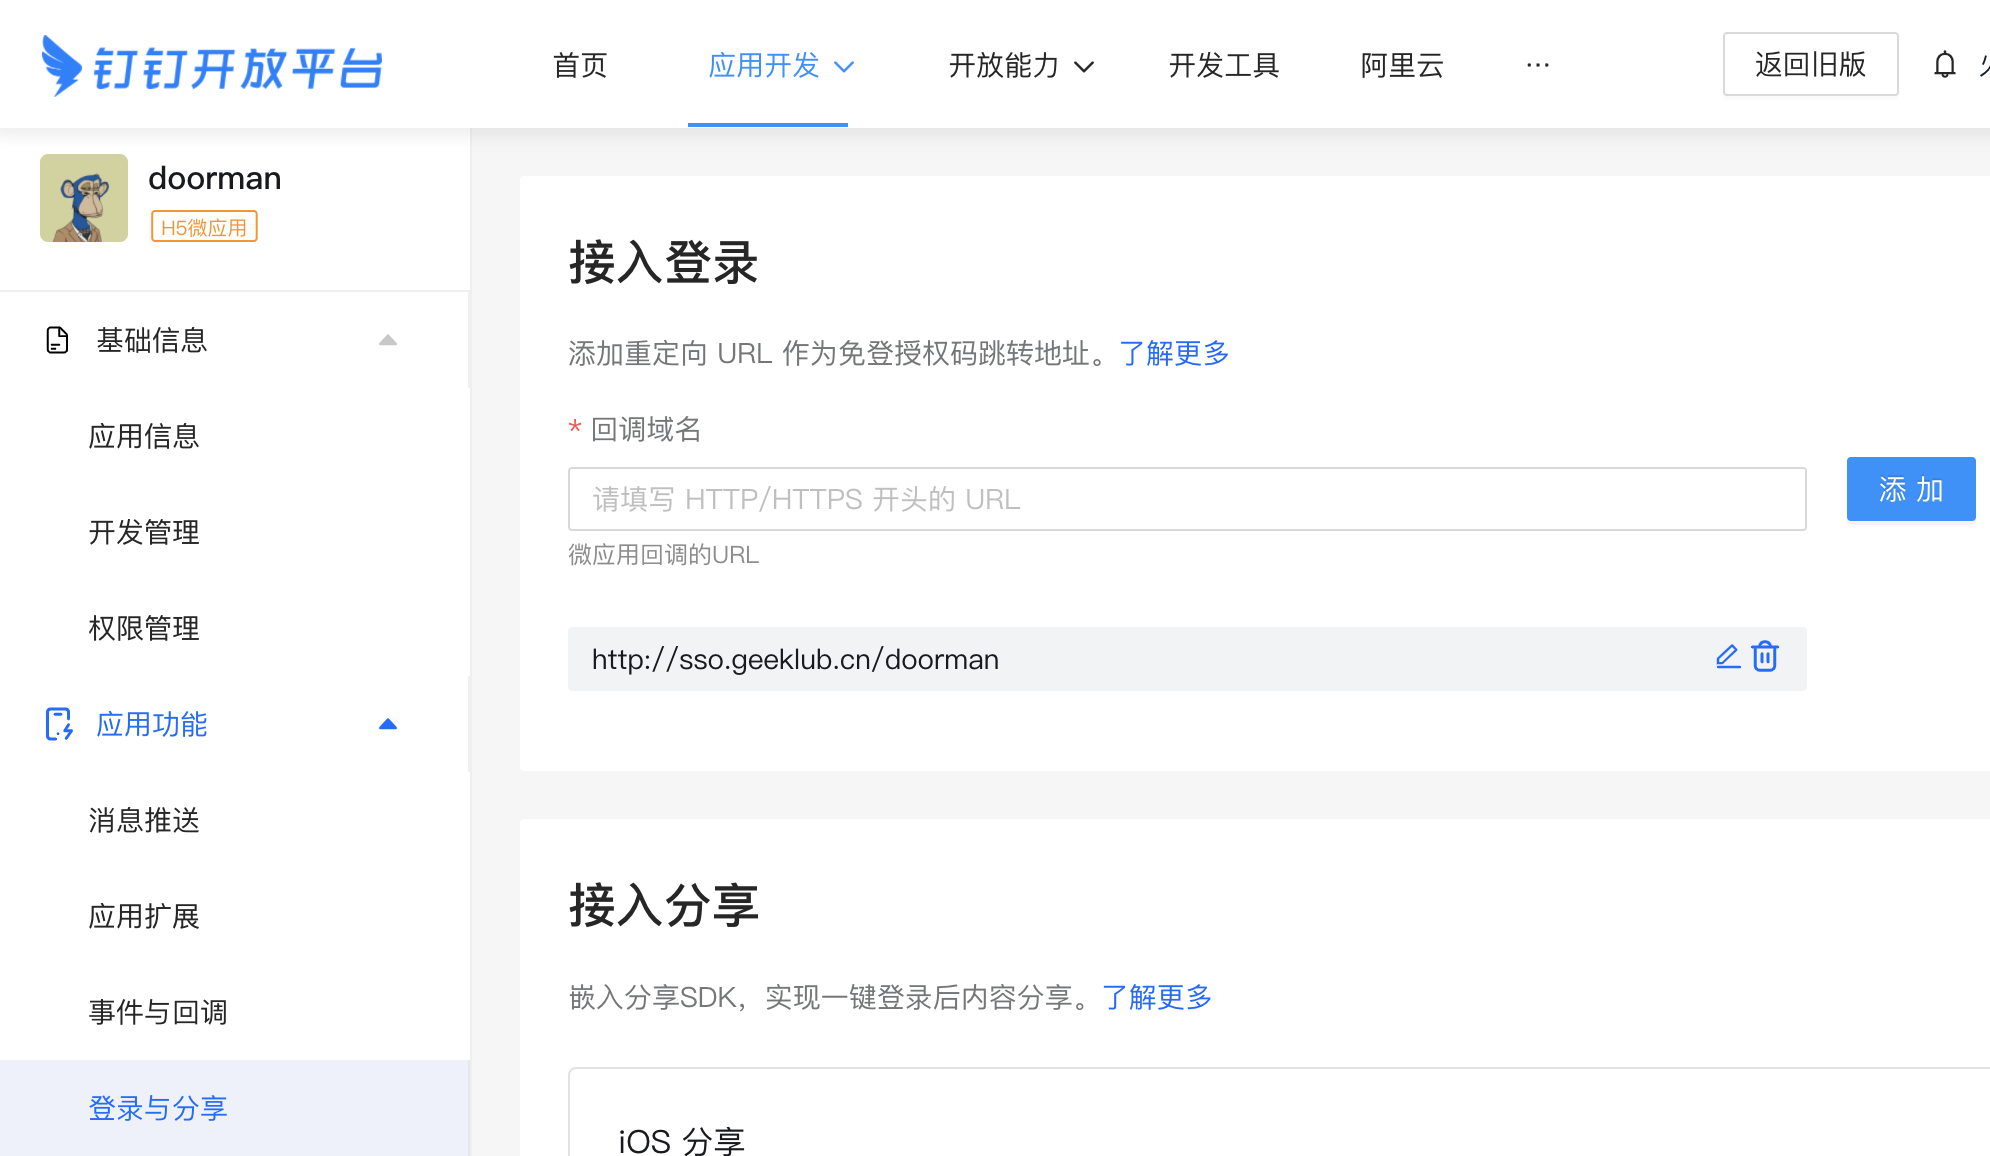 钉钉开放平台
首页
应用开发
开放能力
开发工具
阿里云
···
返回旧版
doorman
H5微应用
基础信息
应用信息
开发管理
权限管理
应用功能
消息推送
应用扩展
事件与回调
登录与分享
接入登录
添加重定向 URL 作为免登授权码跳转地址。了解更多
* 回调域名
请填写 HTTP/HTTPS 开头的 URL
添 加
微应用回调的URL
http://sso.geeklub.cn/doorman
接入分享
嵌入分享SDK，实现一键登录后内容分享。了解更多
iOS 分享